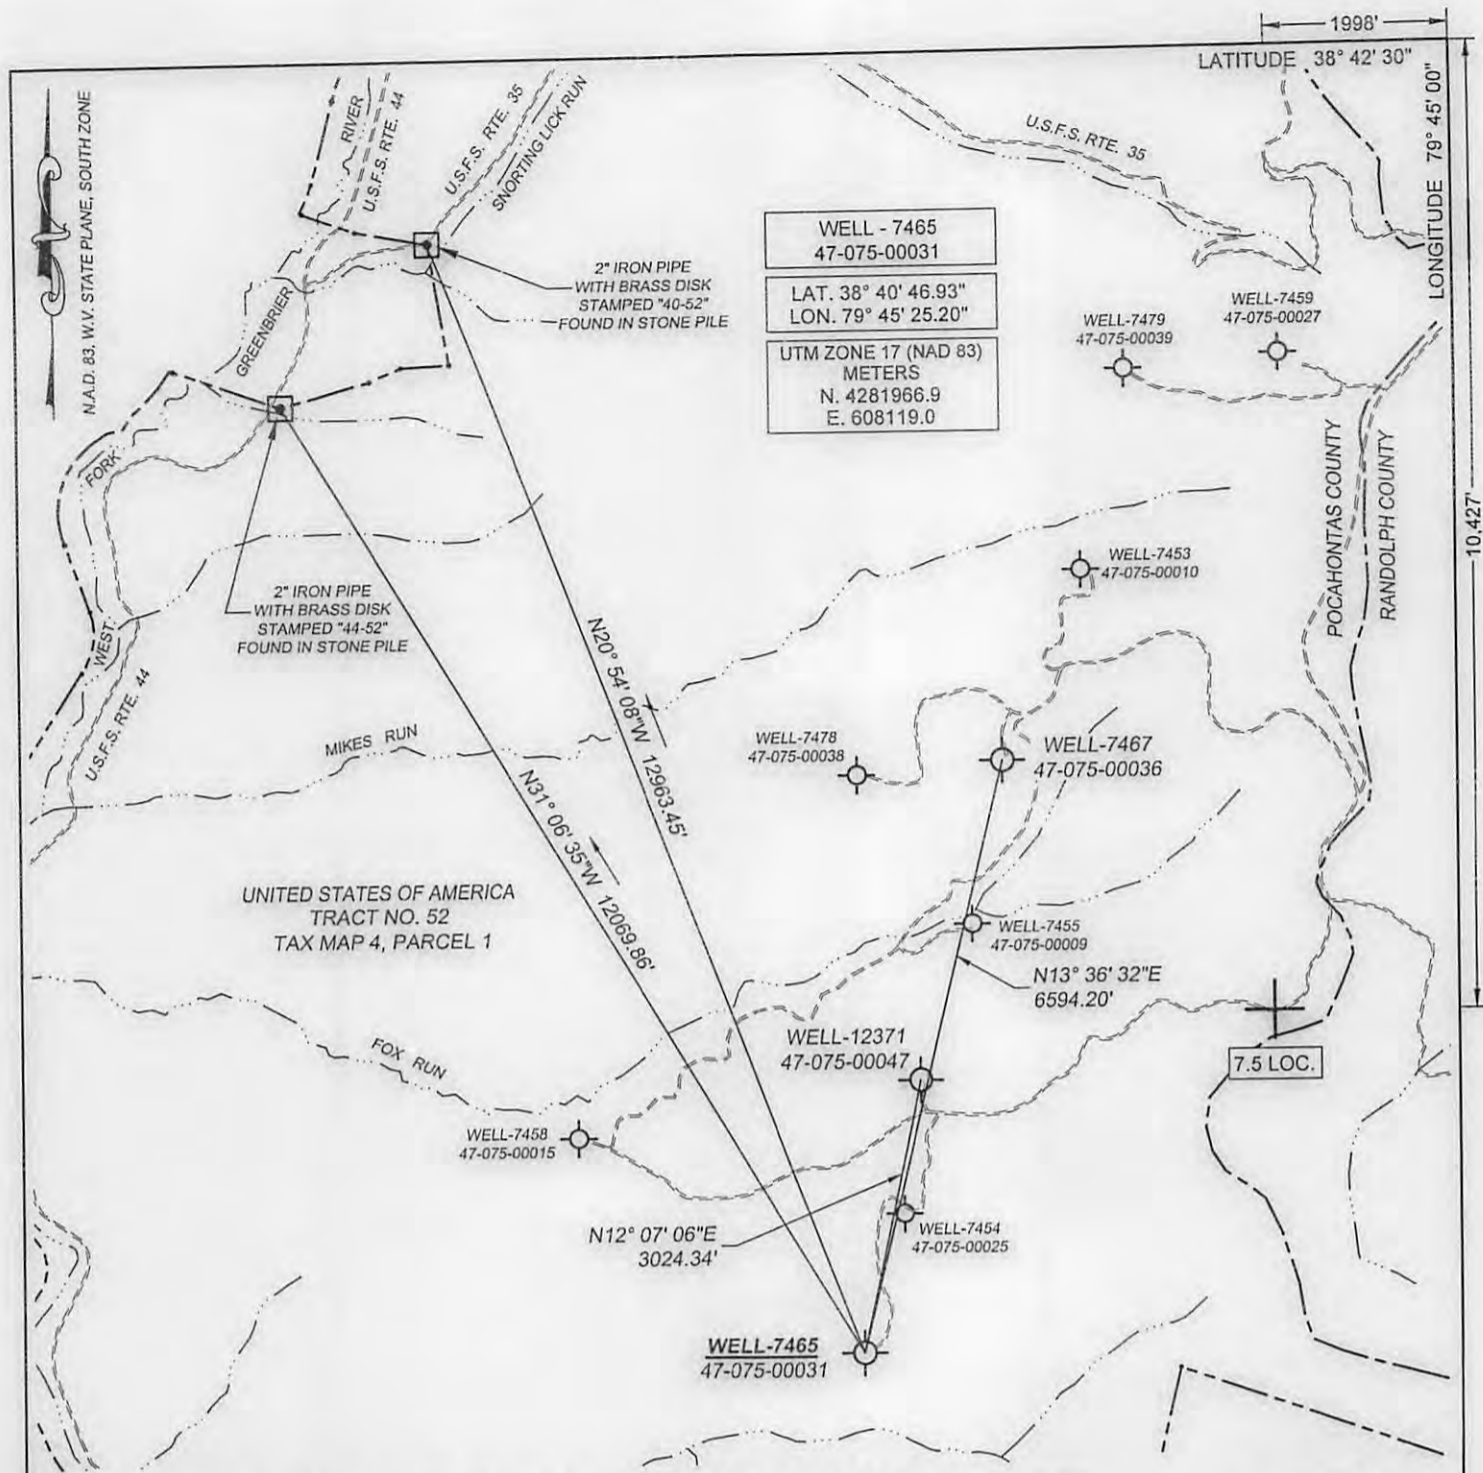 1998'
LATITUDE 38° 42' 30"
LONGITUDE 79° 45' 00"
10,427'
N.A.D. 83, W.V. STATE PLANE, SOUTH ZONE
RIVER
U.S.F.S. RTE. 44
U.S.F.S. RTE. 35
SNORTING LICK RUN
U.S.F.S. RTE. 35
WELL - 7465
47-075-00031
LAT. 38° 40' 46.93"
LON. 79° 45' 25.20"
UTM ZONE 17 (NAD 83)
METERS
N. 4281966.9
E. 608119.0
2" IRON PIPE
WITH BRASS DISK
STAMPED "40-52"
FOUND IN STONE PILE
GREENBRIER
WELL-7459
47-075-00027
WELL-7479
47-075-00039
FORK
POCAHONTAS COUNTY
RANDOLPH COUNTY
WELL-7453
47-075-00010
2" IRON PIPE
WITH BRASS DISK
STAMPED "44-52"
FOUND IN STONE PILE
WEST
U.S.F.S. RTE. 44
N20° 54' 08"W 12963.45'
MIKES RUN
WELL-7478
47-075-00038
WELL-7467
47-075-00036
N31° 06' 35"W 12069.86'
UNITED STATES OF AMERICA
TRACT NO. 52
TAX MAP 4, PARCEL 1
WELL-7455
47-075-00009
N13° 36' 32"E
6594.20'
WELL-12371
47-075-00047
FOX RUN
7.5 LOC.
WELL-7458
47-075-00015
N12° 07' 06"E
3024.34'
WELL-7454
47-075-00025
WELL-7465
47-075-00031